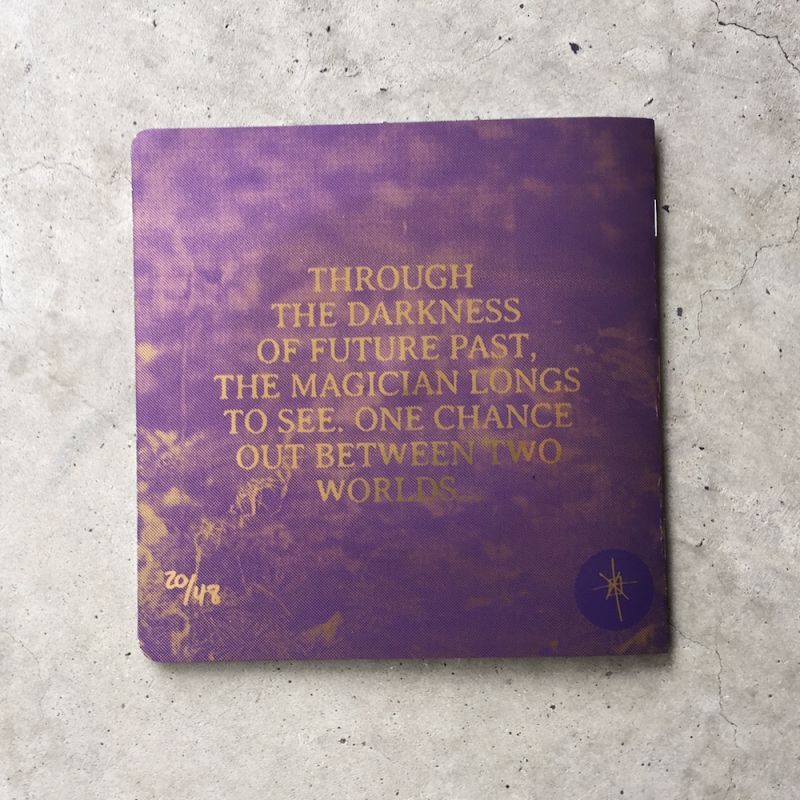 THROUGH
THE DARKNESS
OF FUTURE PAST,
THE MAGICIAN LONGS
TO SEE. ONE CHANCE
OUT BETWEEN TWO
WORLDS...
20/48